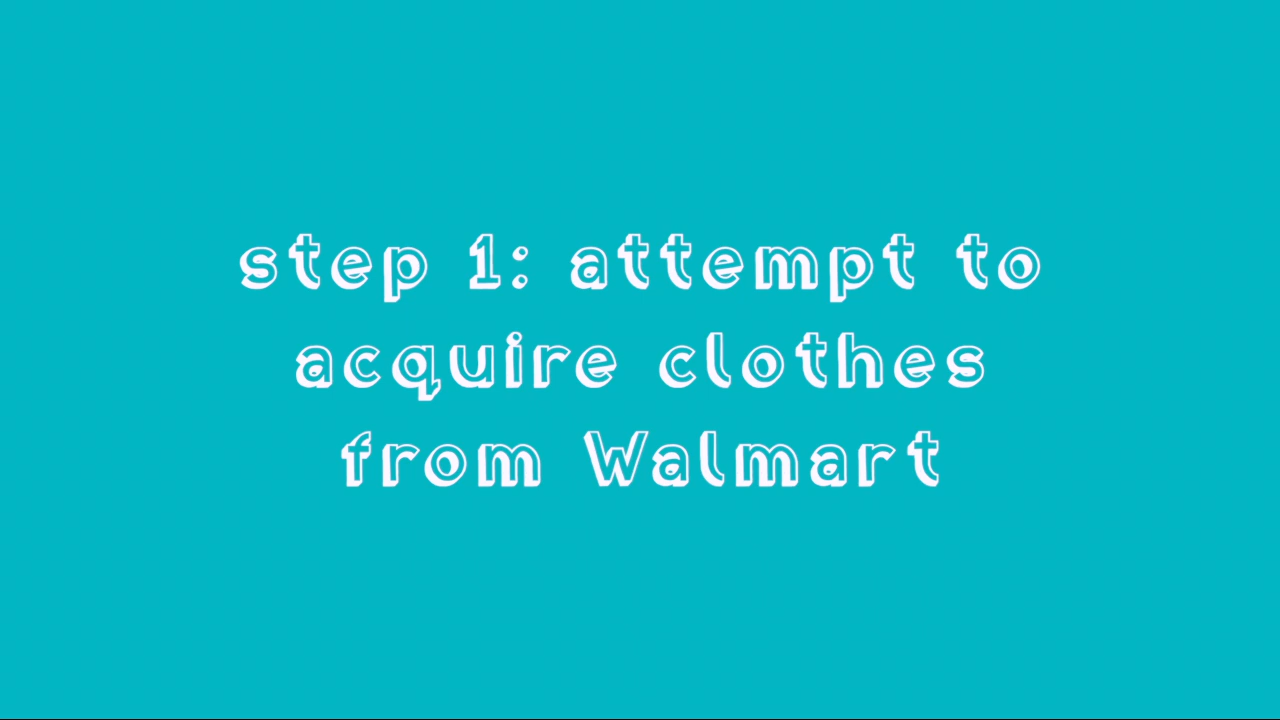 step 1: attempt to
acquire clothes
from Walmart